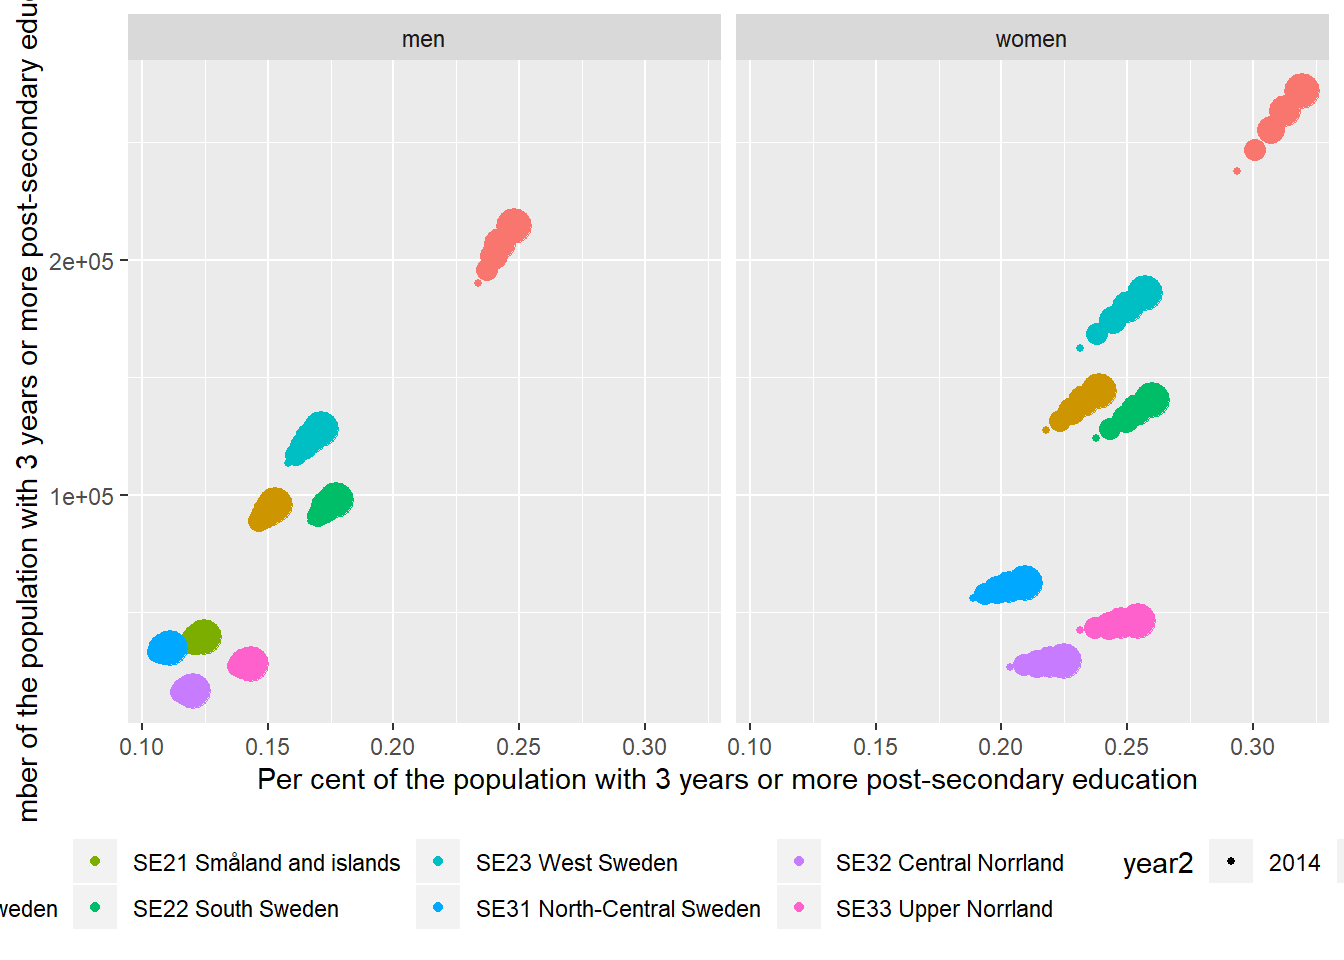 men
women
mber of the population with 3 years or more post-secondary
2e+05
1e+05
0.10 0.15 0.20 0.25 0.30
0.10 0.15 0.20 0.25 0.30
Per cent of the population with 3 years or more post-secondary education
SE21 Småland and islands SE23 West Sweden SE32 Central Norrland year2 2014
weden SE22 South Sweden SE31 North-Central Sweden SE33 Upper Norrland